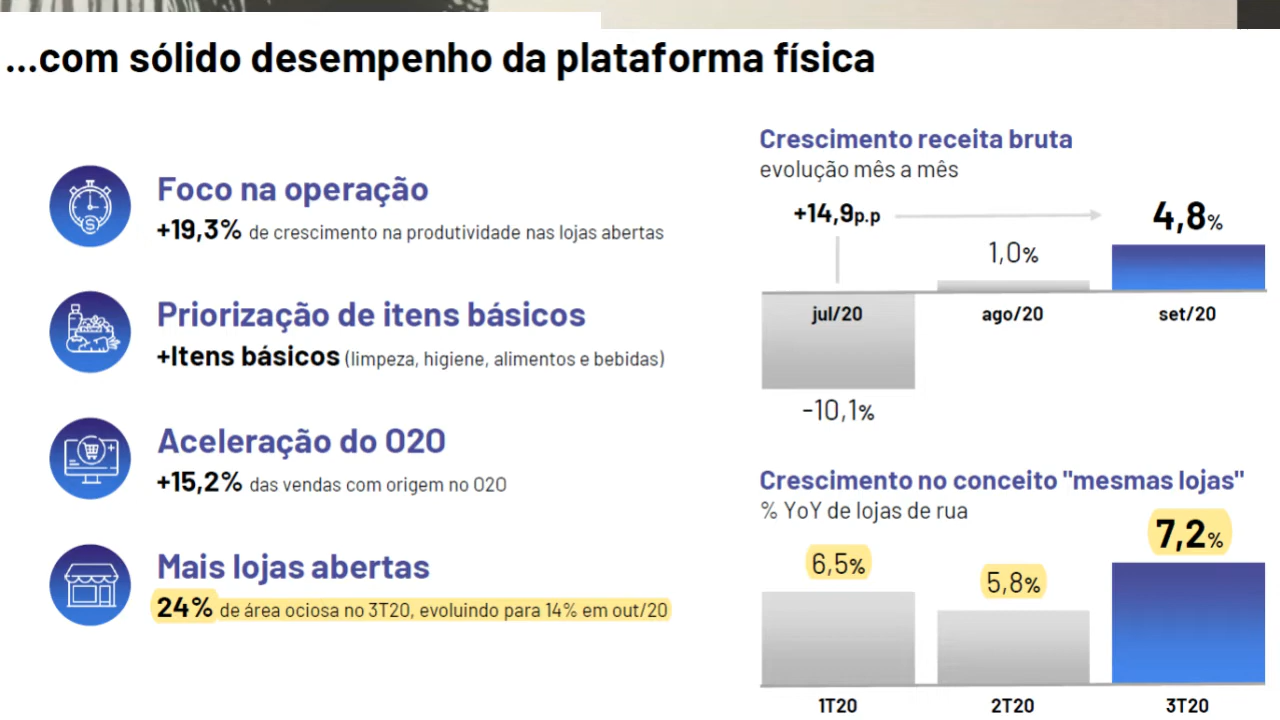 ...com sólido desempenho da plataforma física
Foco na operação
+19,3% de crescimento na produtividade nas lojas abertas
Priorização de itens básicos
+Itens básicos (limpeza, higiene, alimentos e bebidas)
Aceleração do O2O
+15,2% das vendas com origem no O2O
Mais lojas abertas
24% de área ociosa no 3T20, evoluindo para 14% em out/20
Crescimento receita bruta
evolução mês a mês
+14,9p.p
4,8%
1,0%
jul/20 ago/20 set/20
-10,1%
Crescimento no conceito "mesmas lojas"
% YoY de lojas de rua
7,2%
6,5%
5,8%
1T20 2T20 3T20